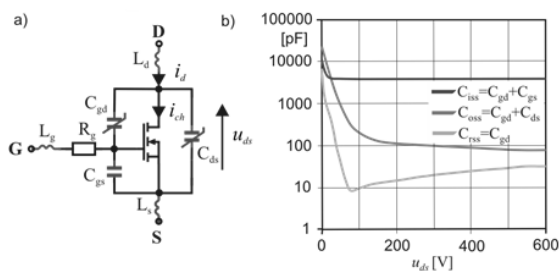 a)
D
L_d
i_d
C_gd
i_ch
L_g
R_g
G
u_ds
C_ds
C_gs
L_s
S
b)
100000
[pF]
10000
1000
100
10
1
C_iss=C_gd+C_gs
C_oss=C_gd+C_ds
C_rss=C_gd
0 200 400 600
u_ds [V]